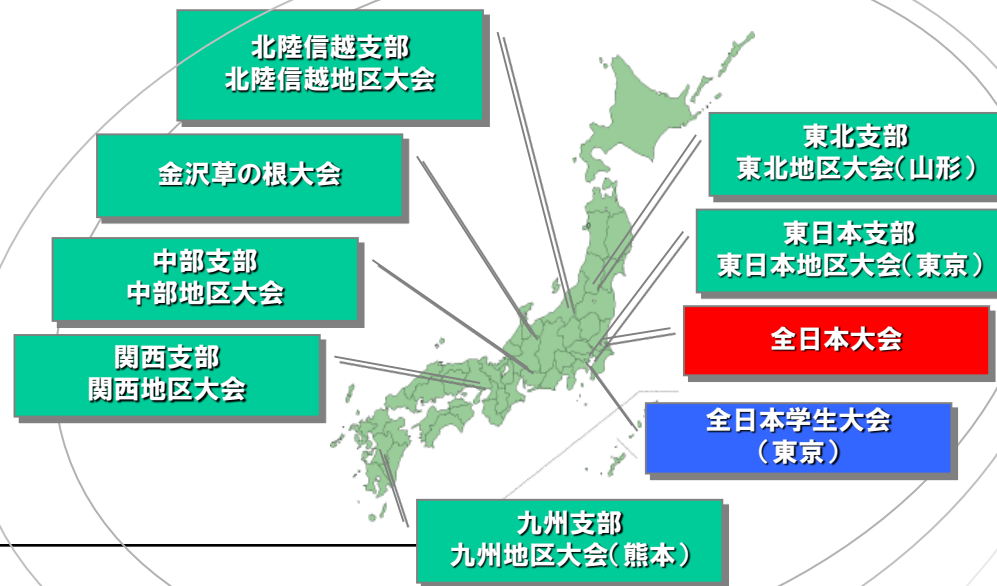 北陸信越支部
北陸信越地区大会
金沢草の根大会
中部支部
中部地区大会
関西支部
関西地区大会
東北支部
東北地区大会(山形)
東日本支部
東日本地区大会(東京)
全日本大会
全日本学生大会
(東京)
九州支部
九州地区大会(熊本)